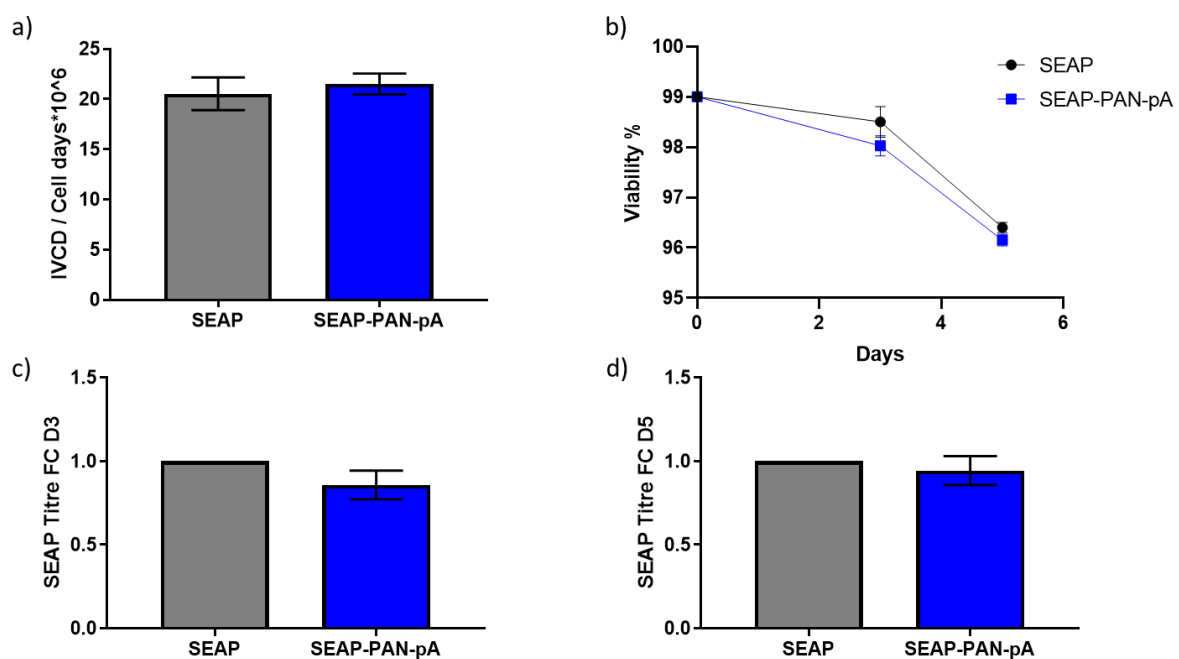 a)
IVCD / Cell days*10^6
25
20
15
10
5
0
SEAP
SEAP-PAN-pA
b)
Viability %
100
99
98
97
96
95
0
2
4
6
Days
SEAP
SEAP-PAN-pA
c)
SEAP Titre FC D3
1.5
1.0
0.5
0.0
SEAP
SEAP-PAN-pA
d)
SEAP Titre FC D5
1.5
1.0
0.5
0.0
SEAP
SEAP-PAN-pA